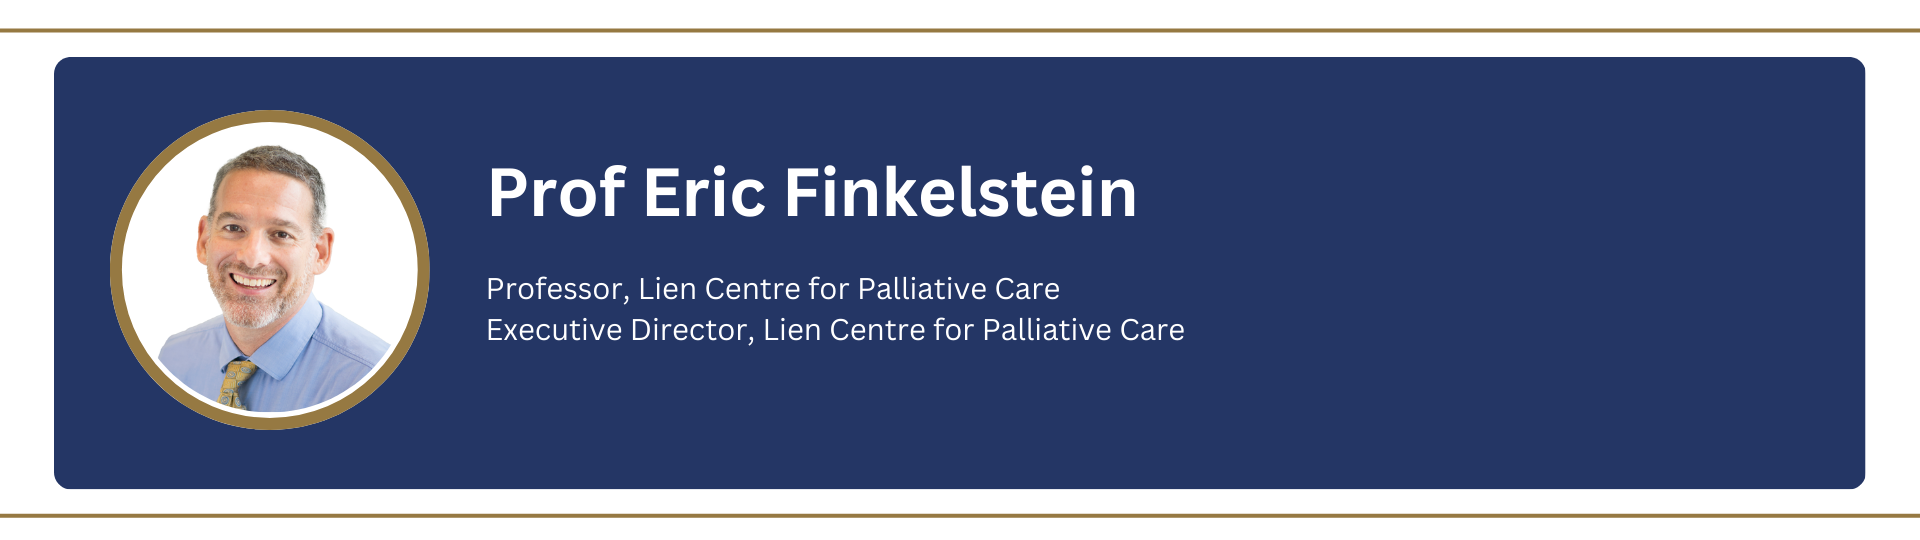 Prof Eric Finkelstein
Professor, Lien Centre for Palliative Care
Executive Director, Lien Centre for Palliative Care